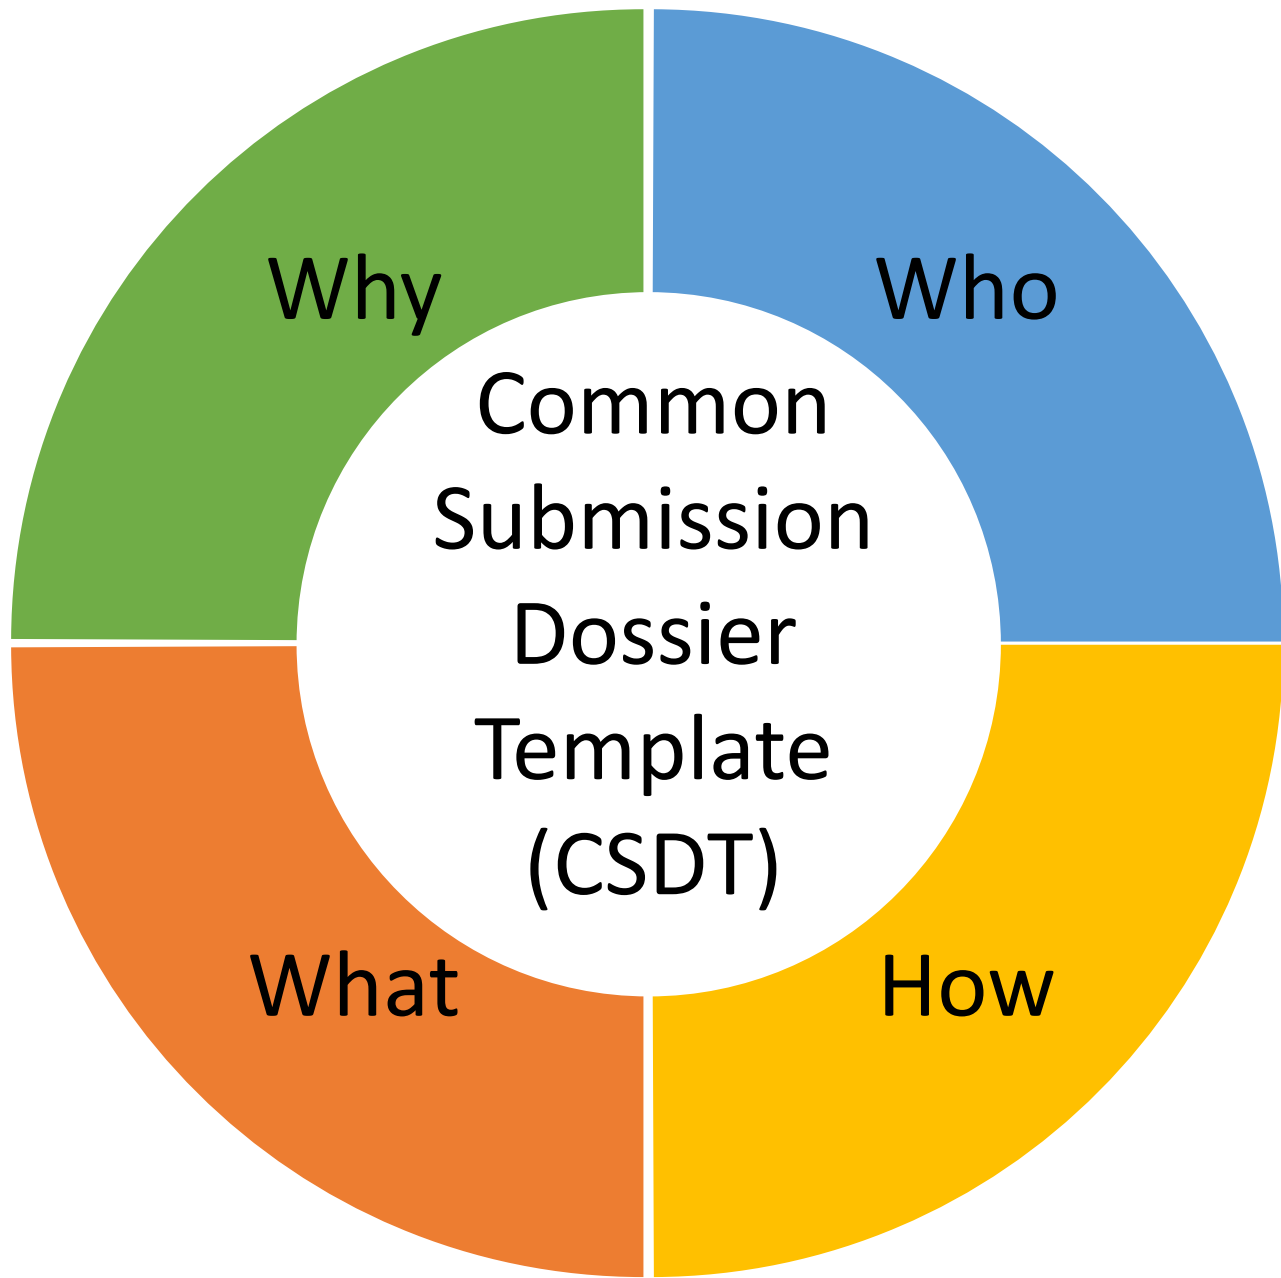 Why
Who
Common
Submission
Dossier
Template
(CSDT)
What
How